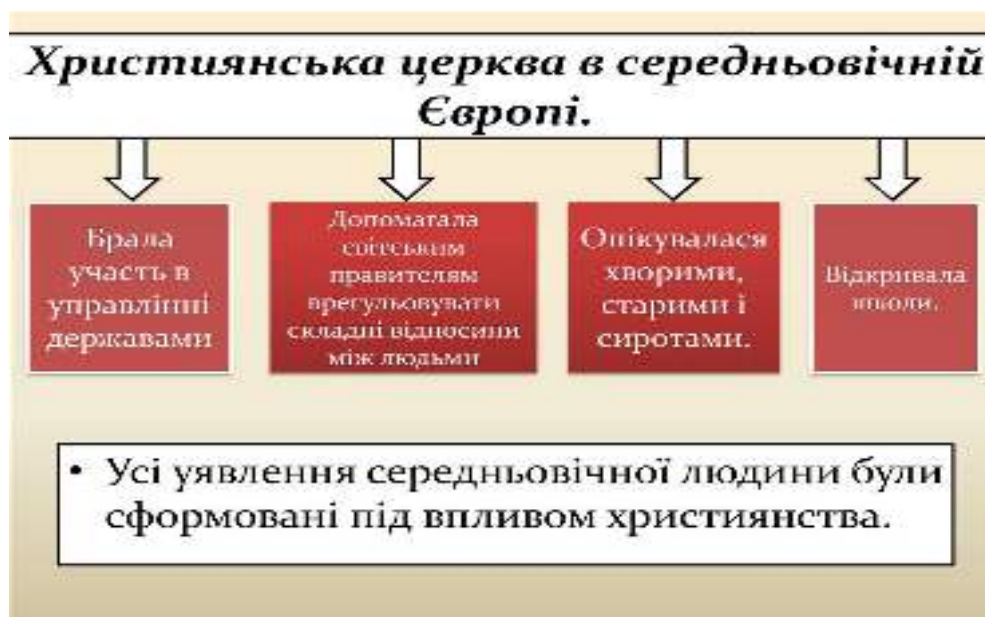 Християнська церква в середньовічній
Європі.
Брала
участь в
управлінні
державами
Допомагала
світським
правителям
врегульовувати
складні відносини
між людьми
Опікувалася
хворими,
старими і
сиротами.
Відкривала
школи.
• Усі уявлення середньовічної людини були
сформовані під впливом християнства.